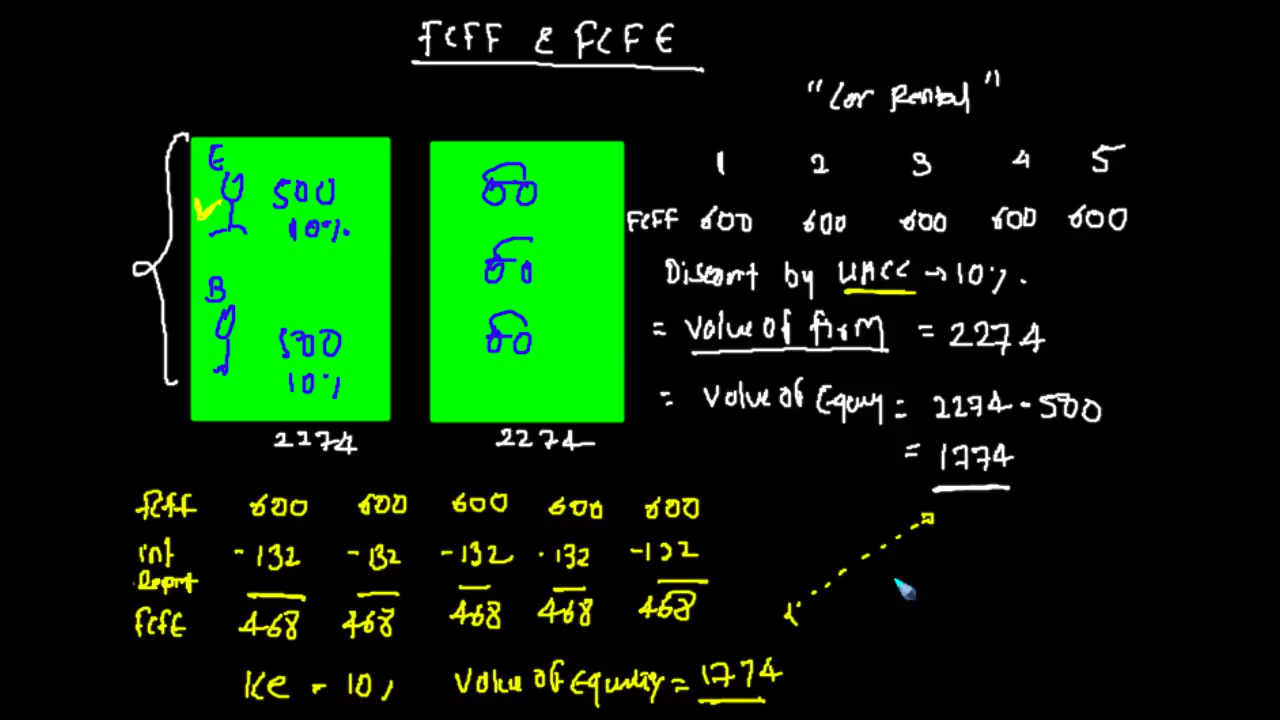 FCFF & FCFE
"Car Rental"
E
500
10%.
B
500
10%
2274
2274
1 2 3 4 5
FCFF 600 600 600 600 600
Discount by WACC → 10%.
= Value of firm = 2274
= Value of Equity = 2274 - 500
= 1774
fcff 600 600 600 600 600
int -132 -132 -132 -132 -132
Repmt
fcfE 468 468 468 468 468
Ke = 10% Value of Equity = 1774